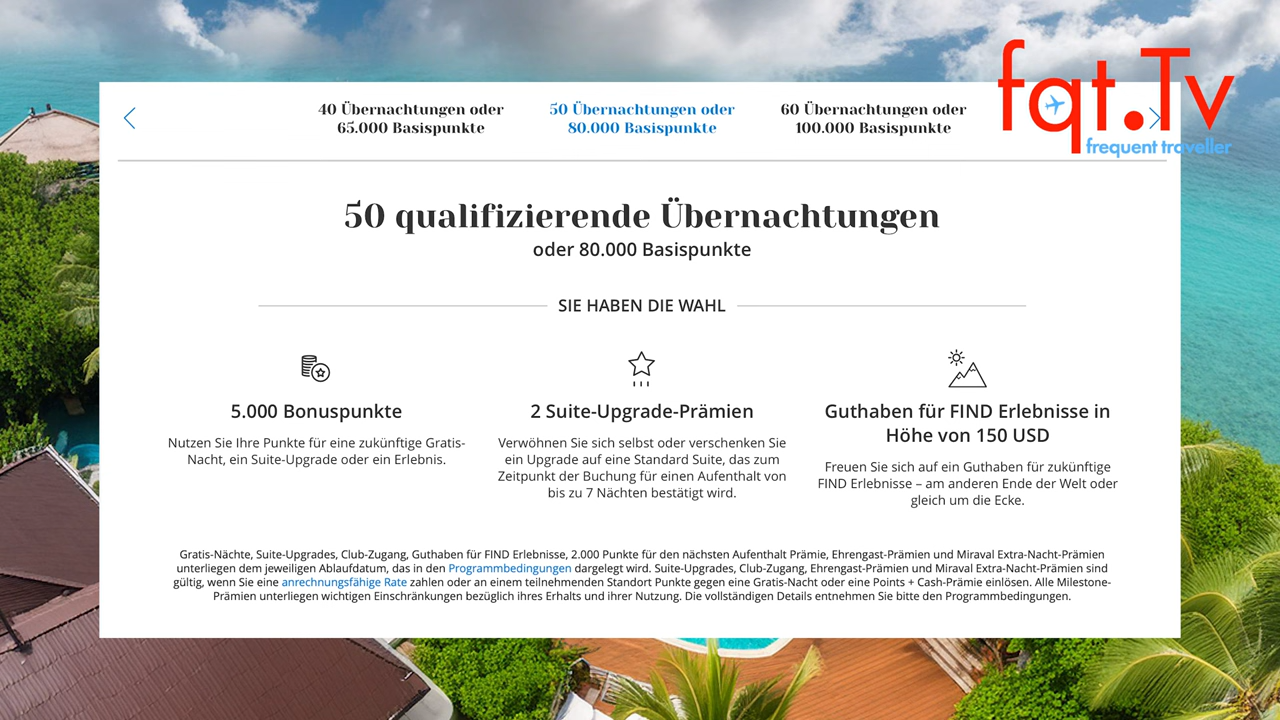 fqt.Tv
frequent traveller
40 Übernachtungen oder
65.000 Basispunkte
50 Übernachtungen oder
80.000 Basispunkte
60 Übernachtungen oder
100.000 Basispunkte
50 qualifizierende Übernachtungen
oder 80.000 Basispunkte
SIE HABEN DIE WAHL
5.000 Bonuspunkte
Nutzen Sie Ihre Punkte für eine zukünftige Gratis-
Nacht, ein Suite-Upgrade oder ein Erlebnis.
2 Suite-Upgrade-Prämien
Verwöhnen Sie sich selbst oder verschenken Sie
ein Upgrade auf eine Standard Suite, das zum
Zeitpunkt der Buchung für einen Aufenthalt von
bis zu 7 Nächten bestätigt wird.
Guthaben für FIND Erlebnisse in
Höhe von 150 USD
Freuen Sie sich auf ein Guthaben für zukünftige
FIND Erlebnisse – am anderen Ende der Welt oder
gleich um die Ecke.
Gratis-Nächte, Suite-Upgrades, Club-Zugang, Guthaben für FIND Erlebnisse, 2.000 Punkte für den nächsten Aufenthalt Prämie, Ehrengast-Prämien und Miraval Extra-Nacht-Prämien
unterliegen dem jeweiligen Ablaufdatum, das in den Programmbedingungen dargelegt wird. Suite-Upgrades, Club-Zugang, Ehrengast-Prämien und Miraval Extra-Nacht-Prämien sind
gültig, wenn Sie eine anrechnungsfähige Rate zahlen oder an einem teilnehmenden Standort Punkte gegen eine Gratis-Nacht oder eine Points + Cash-Prämie einlösen. Alle Milestone-
Prämien unterliegen wichtigen Einschränkungen bezüglich ihres Erhalts und ihrer Nutzung. Die vollständigen Details entnehmen Sie bitte den Programmbedingungen.